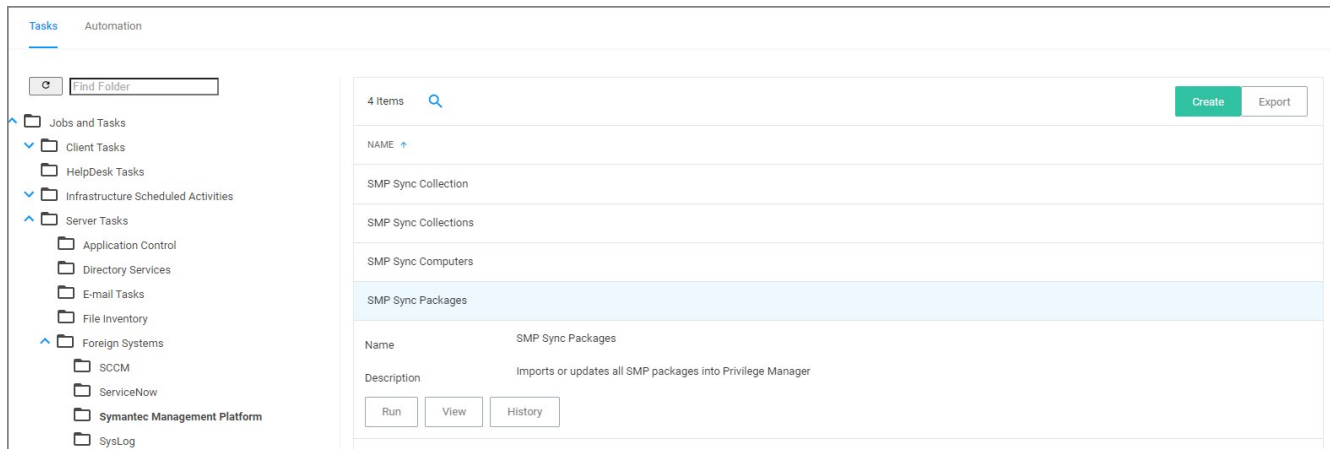 Tasks Automation
Find Folder
Jobs and Tasks
Client Tasks
HelpDesk Tasks
Infrastructure Scheduled Activities
Server Tasks
Application Control
Directory Services
E-mail Tasks
File Inventory
Foreign Systems
SCCM
ServiceNow
Symantec Management Platform
SysLog
4 Items Create Export
NAME
SMP Sync Collection
SMP Sync Collections
SMP Sync Computers
SMP Sync Packages
Name SMP Sync Packages
Description Imports or updates all SMP packages into Privilege Manager
Run View History